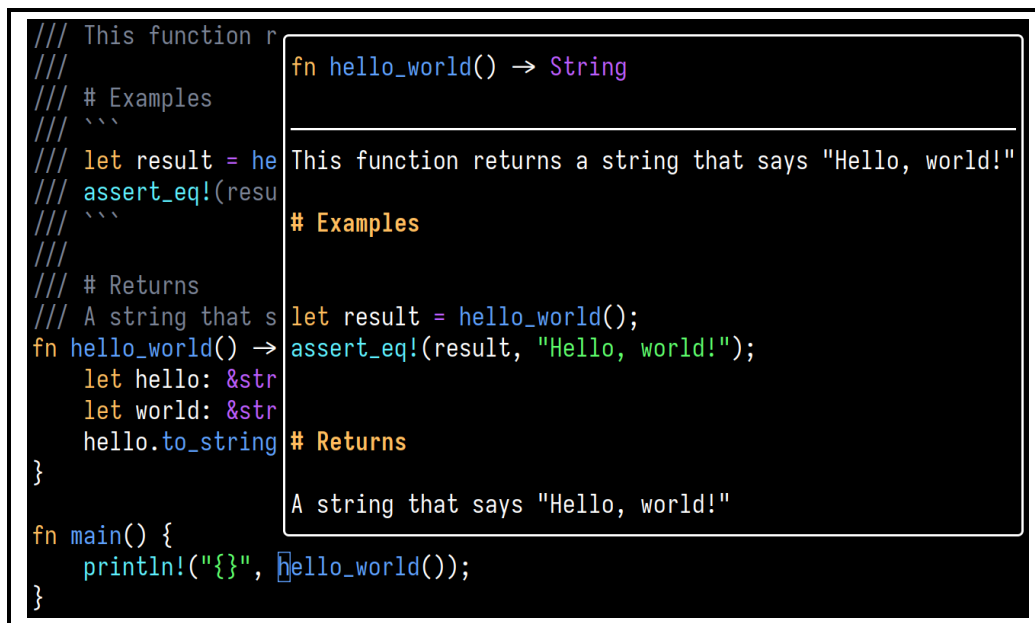 /// This function r
///
/// # Examples
/// ```
/// let result = he
/// assert_eq!(resu
/// ```
///
/// # Returns
/// A string that s
fn hello_world() →
let hello: &str
let world: &str
hello.to_string
}
fn main() {
println!("{}", hello_world());
}
fn hello_world() → String
This function returns a string that says "Hello, world!"
# Examples
let result = hello_world();
assert_eq!(result, "Hello, world!");
# Returns
A string that says "Hello, world!"